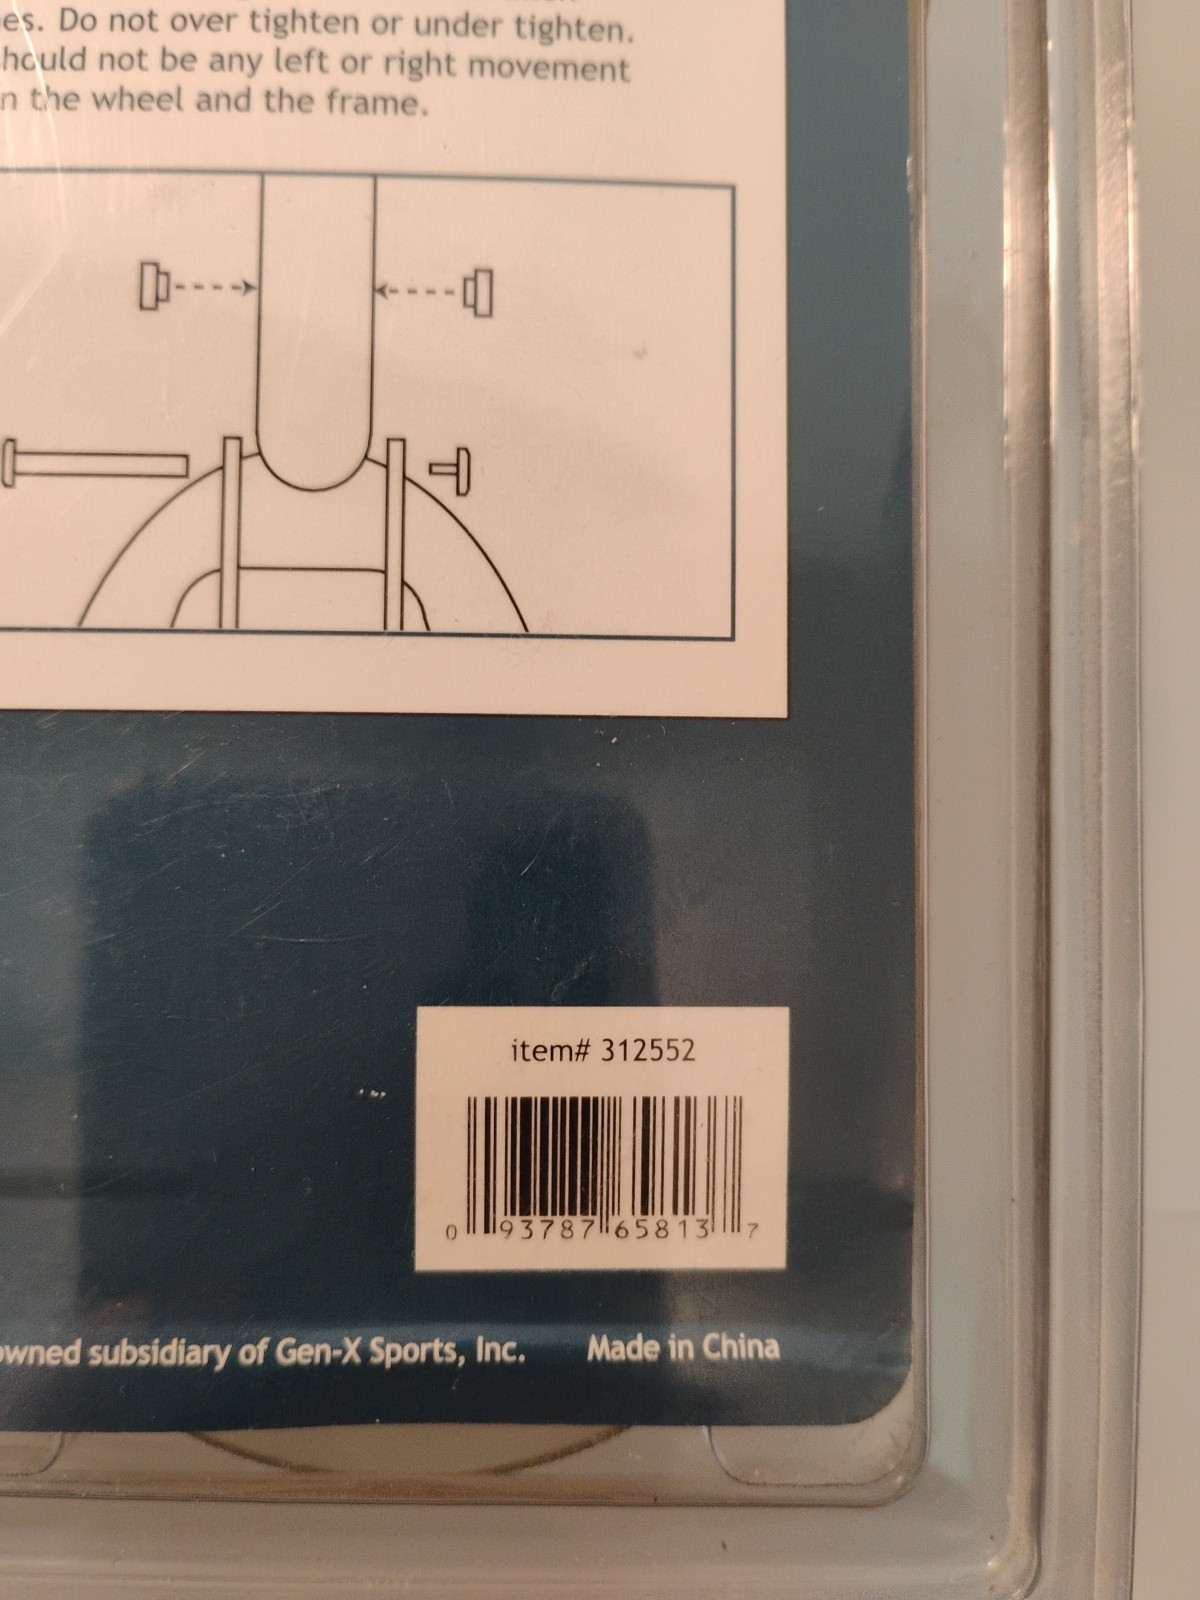 es. Do not over tighten or under tighten.
hould not be any left or right movement
n the wheel and the frame.
item# 312552
0 93787 65813 7
owned subsidiary of Gen-X Sports, Inc. Made in China